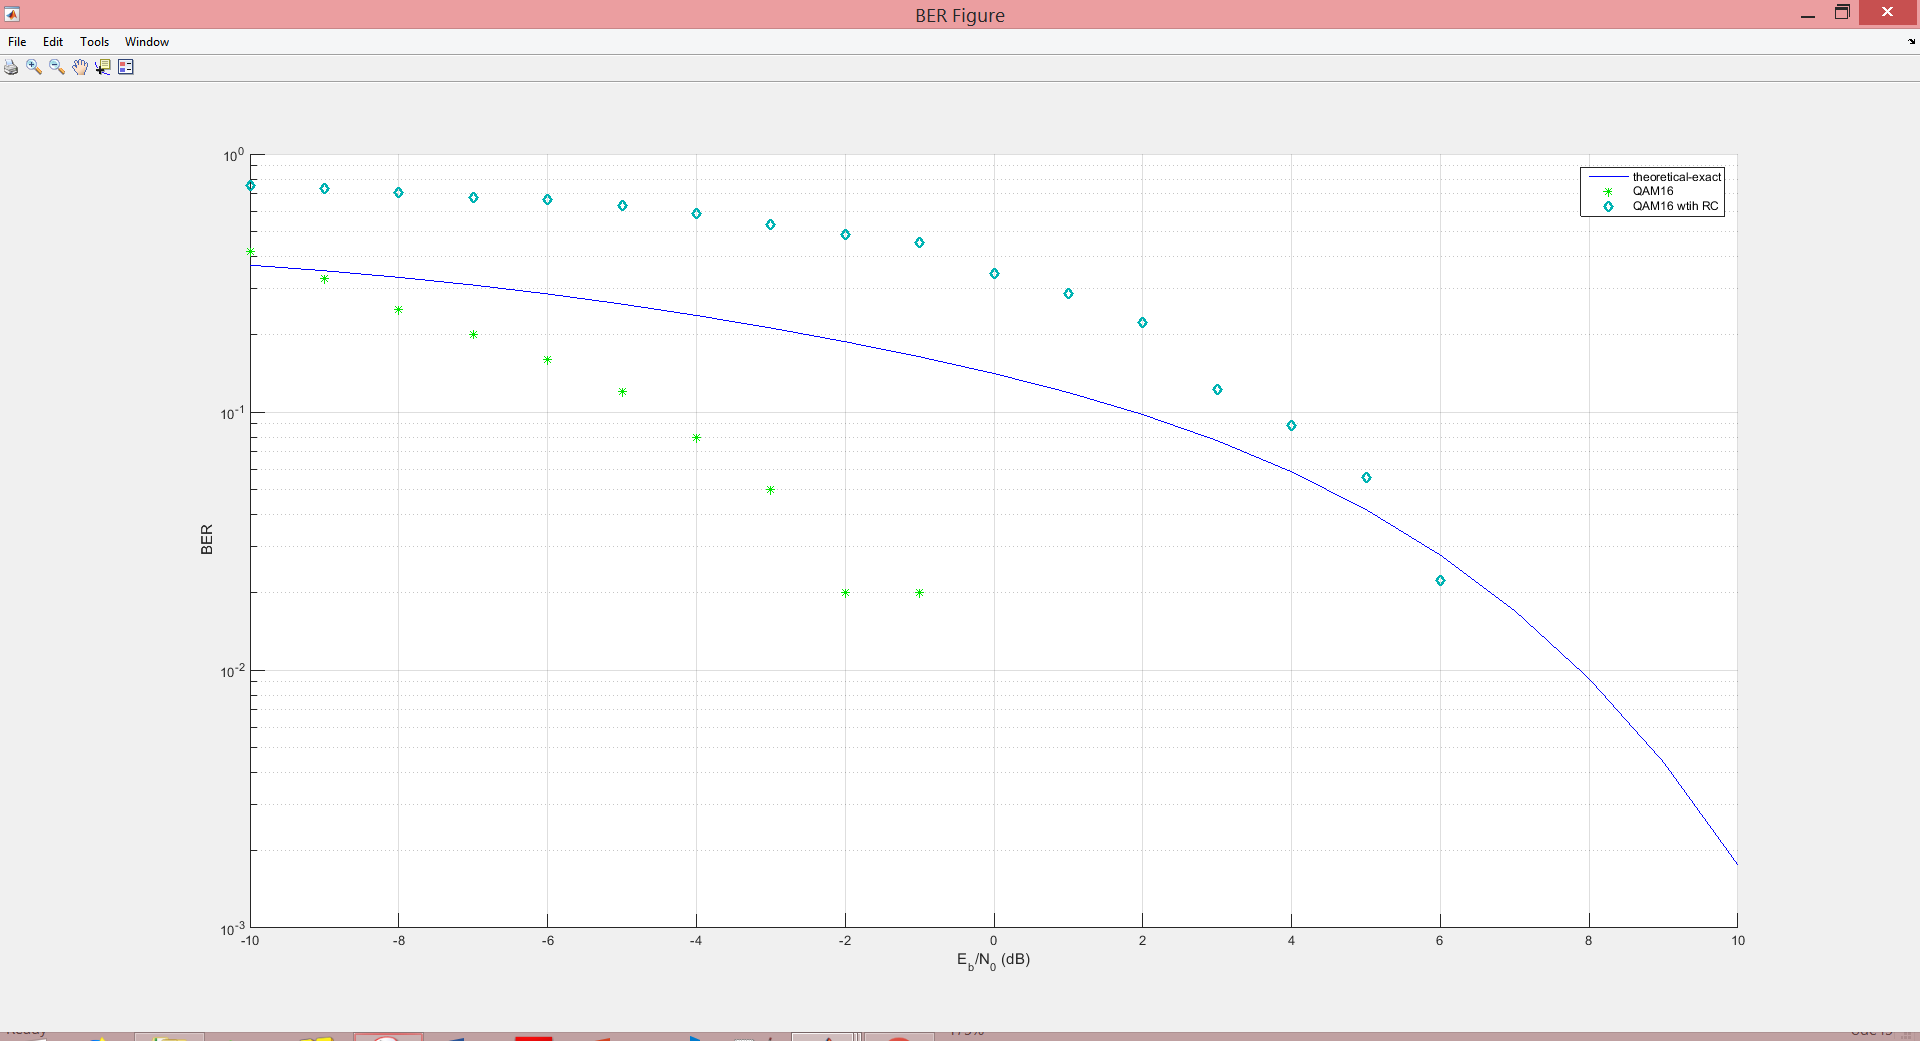 BER Figure
File Edit Tools Window
10^0
10^-1
10^-2
10^-3
BER
theoretical-exact
QAM16
QAM16 wtih RC
-10 -8 -6 -4 -2 0 2 4 6 8 10
E_b/N_0 (dB)